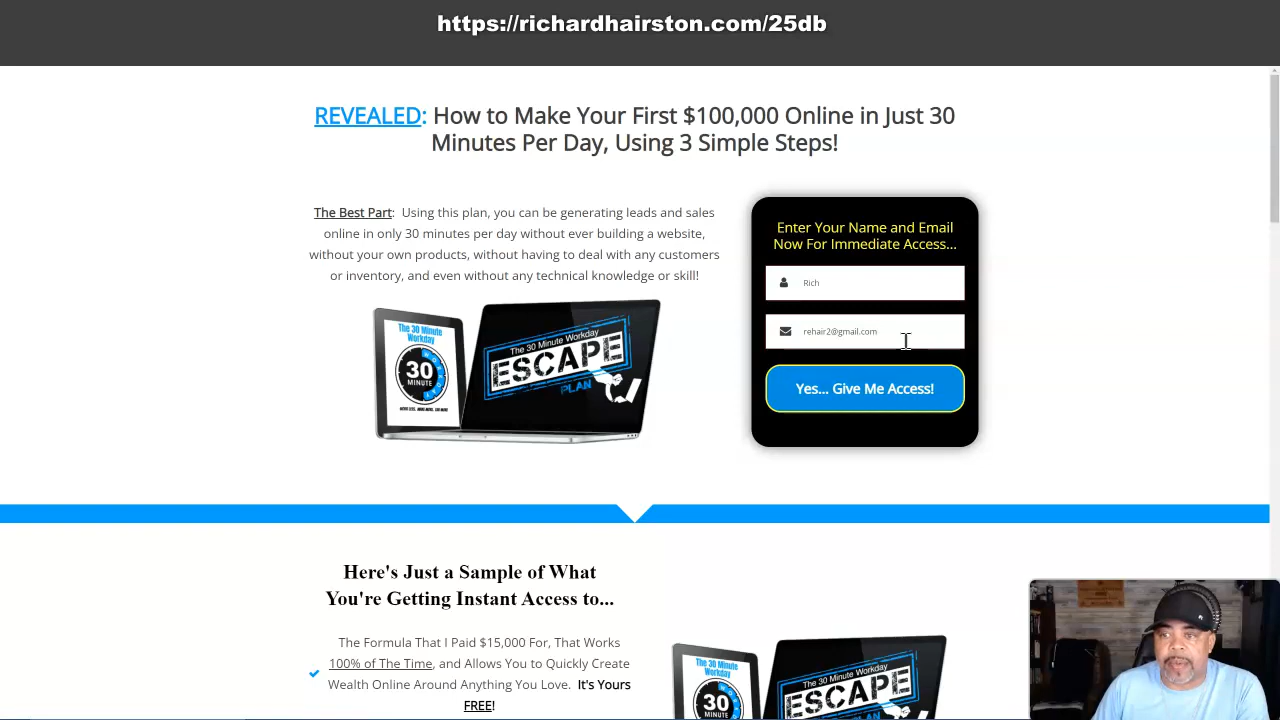 https://richardhairston.com/25db
REVEALED: How to Make Your First $100,000 Online in Just 30
Minutes Per Day, Using 3 Simple Steps!
The Best Part:  Using this plan, you can be generating leads and sales
online in only 30 minutes per day without ever building a website,
without your own products, without having to deal with any customers
or inventory, and even without any technical knowledge or skill!
The 30 Minute
Workday
30
MINUTE
WORKDAY
The 30 Minute Workday
ESCAPE
PLAN
Enter Your Name and Email
Now For Immediate Access...
Rich
rehair2@gmail.com
Yes... Give Me Access!
Here's Just a Sample of What
You're Getting Instant Access to...
The Formula That I Paid $15,000 For, That Works
100% of The Time, and Allows You to Quickly Create
Wealth Online Around Anything You Love.  It's Yours
FREE!
The 30 Minute
Workday
30
MINUTE
The 30 Minute Workday
ESCAPE